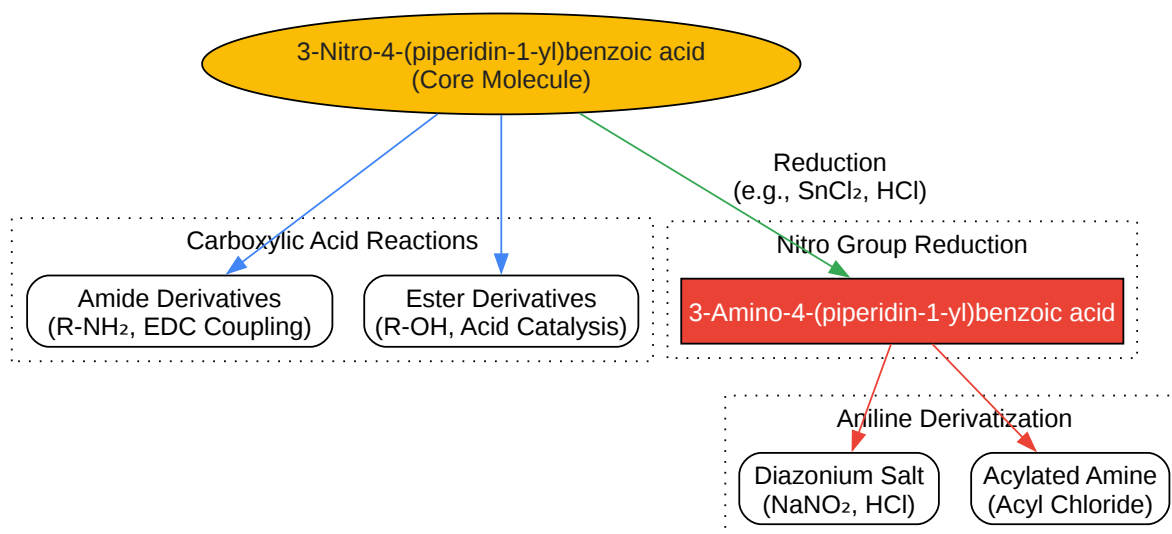 3-Nitro-4-(piperidin-1-yl)benzoic acid
(Core Molecule)
Reduction
(e.g., SnCl₂, HCl)
Carboxylic Acid Reactions
Nitro Group Reduction
Amide Derivatives
(R-NH₂, EDC Coupling)
Ester Derivatives
(R-OH, Acid Catalysis)
3-Amino-4-(piperidin-1-yl)benzoic acid
Aniline Derivatization
Diazonium Salt
(NaNO₂, HCl)
Acylated Amine
(Acyl Chloride)